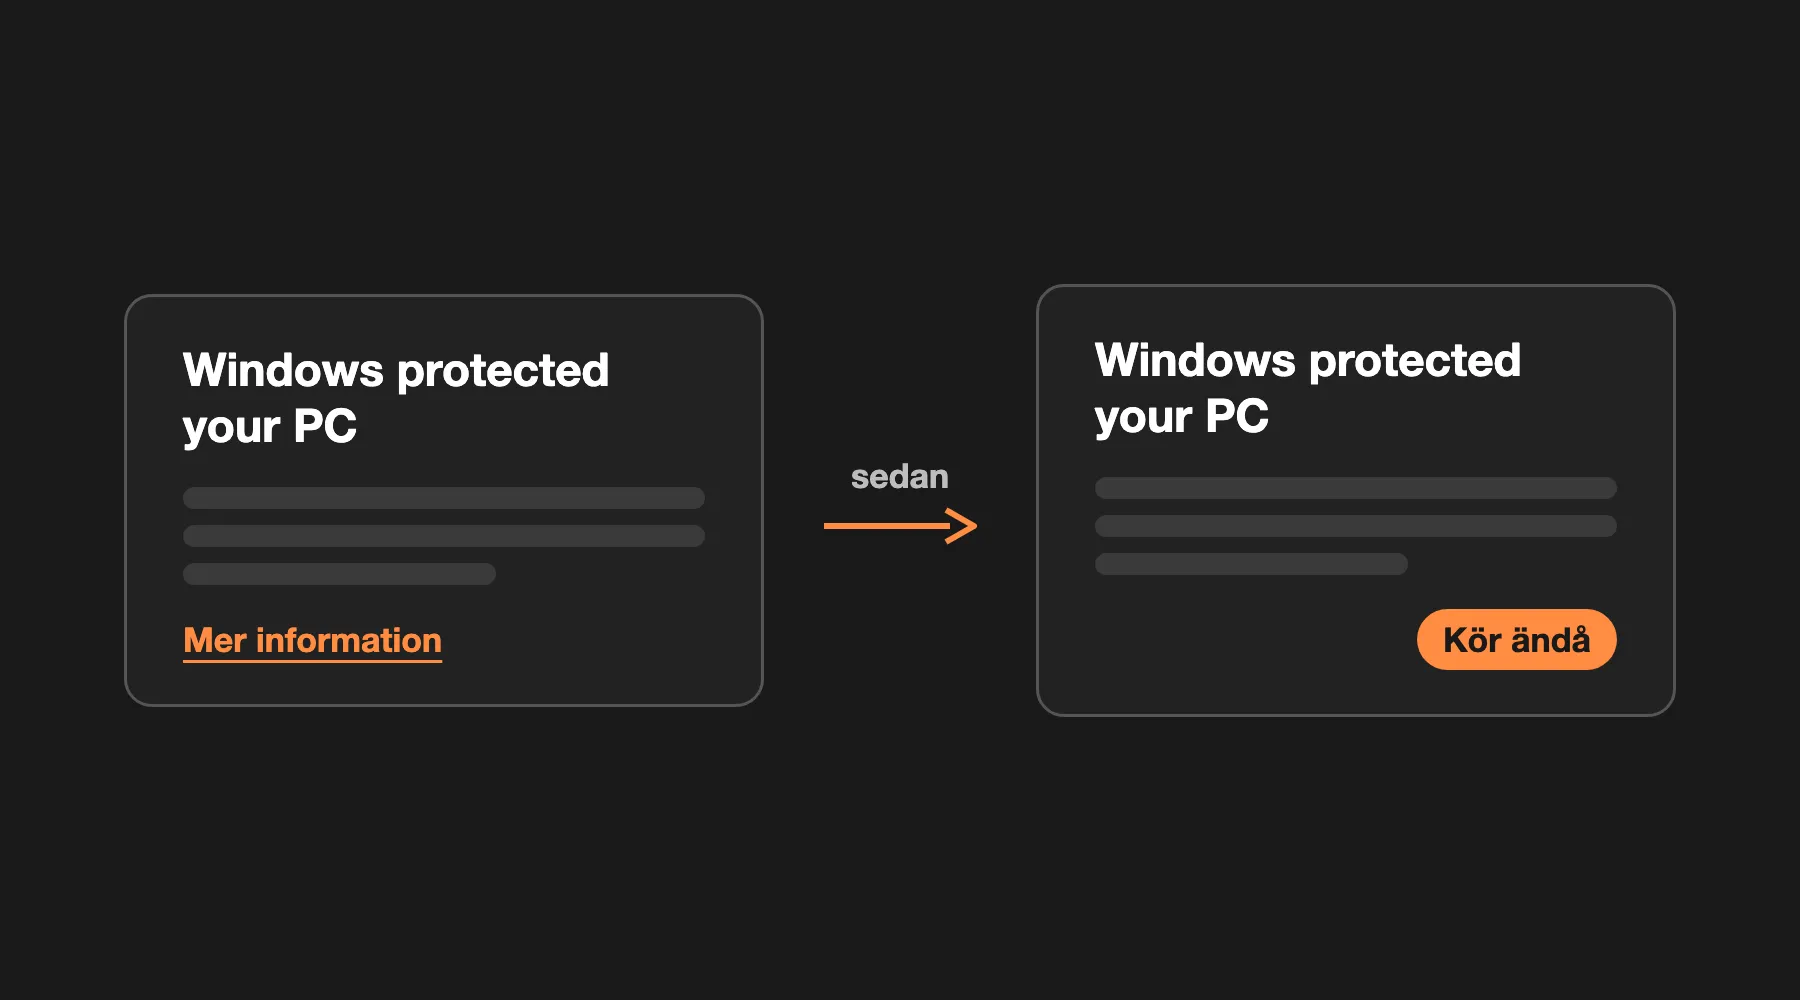 Windows protected
your PC
Mer information
sedan
Windows protected
your PC
Kör ändå